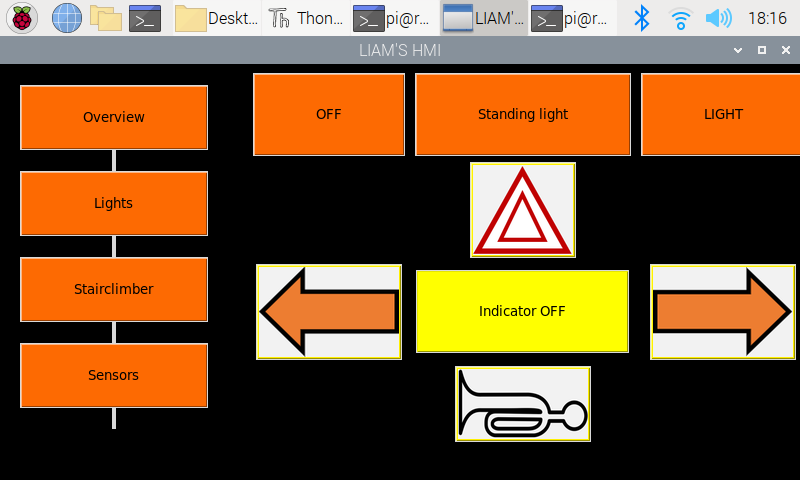 Deskt...
Th Thon...
>_ pi@r...
LIAM'...
>_ pi@r...
18:16
LIAM'S HMI
Overview
OFF
Standing light
LIGHT
Lights
Stairclimber
Indicator OFF
Sensors